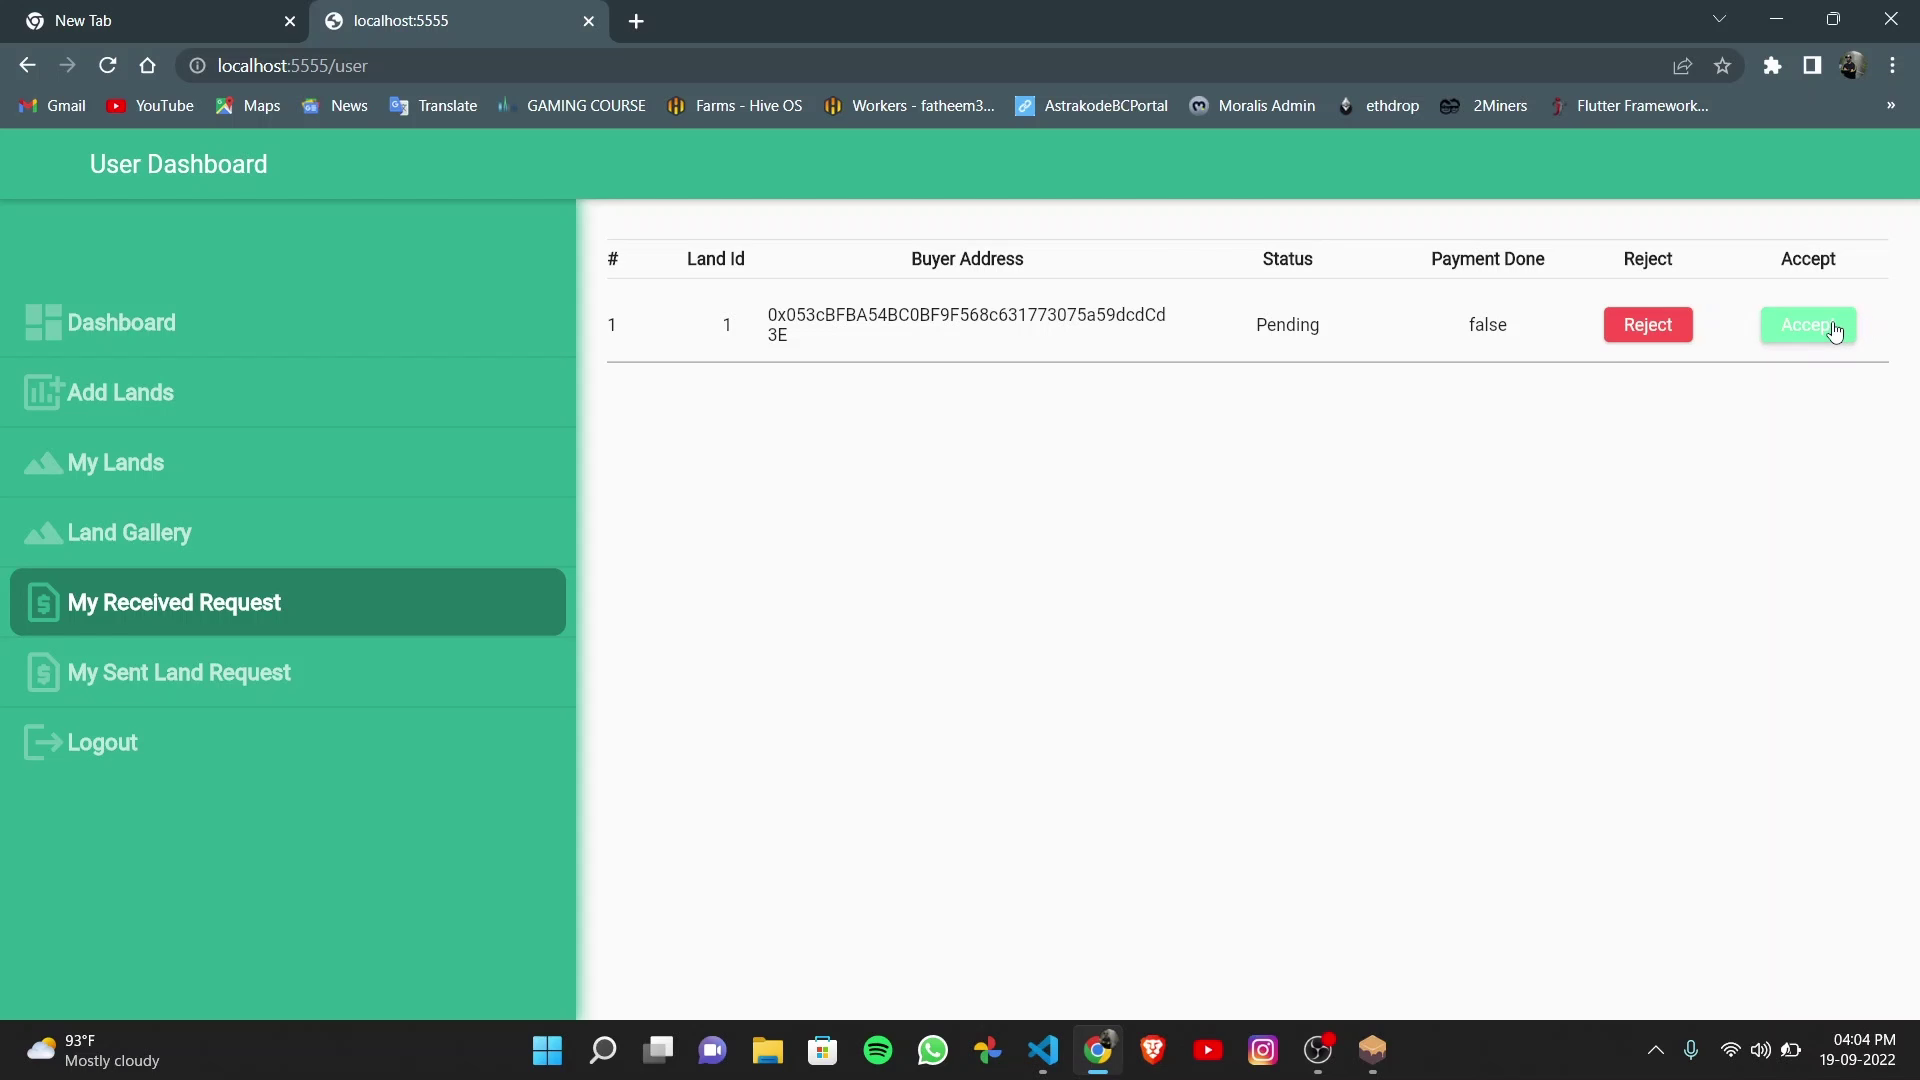 New Tab
localhost:5555
localhost:5555/user
Gmail
YouTube
Maps
News
Translate
GAMING COURSE
Farms - Hive OS
Workers - fatheem3...
AstrakodeBCPortal
Moralis Admin
ethdrop
2Miners
Flutter Framework...
»
User Dashboard
Dashboard
Add Lands
My Lands
Land Gallery
My Received Request
My Sent Land Request
Logout
# Land Id Buyer Address Status Payment Done Reject Accept
1 1 0x053cBFBA54BC0BF9F568c631773075a59dcdCd Pending false Reject Accept
3E
93°F
Mostly cloudy
04:04 PM
19-09-2022